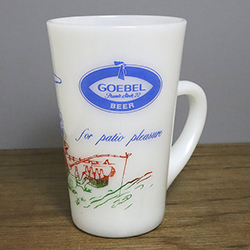 GOEBEL
Private Stock 22
BEER
for patio pleasure